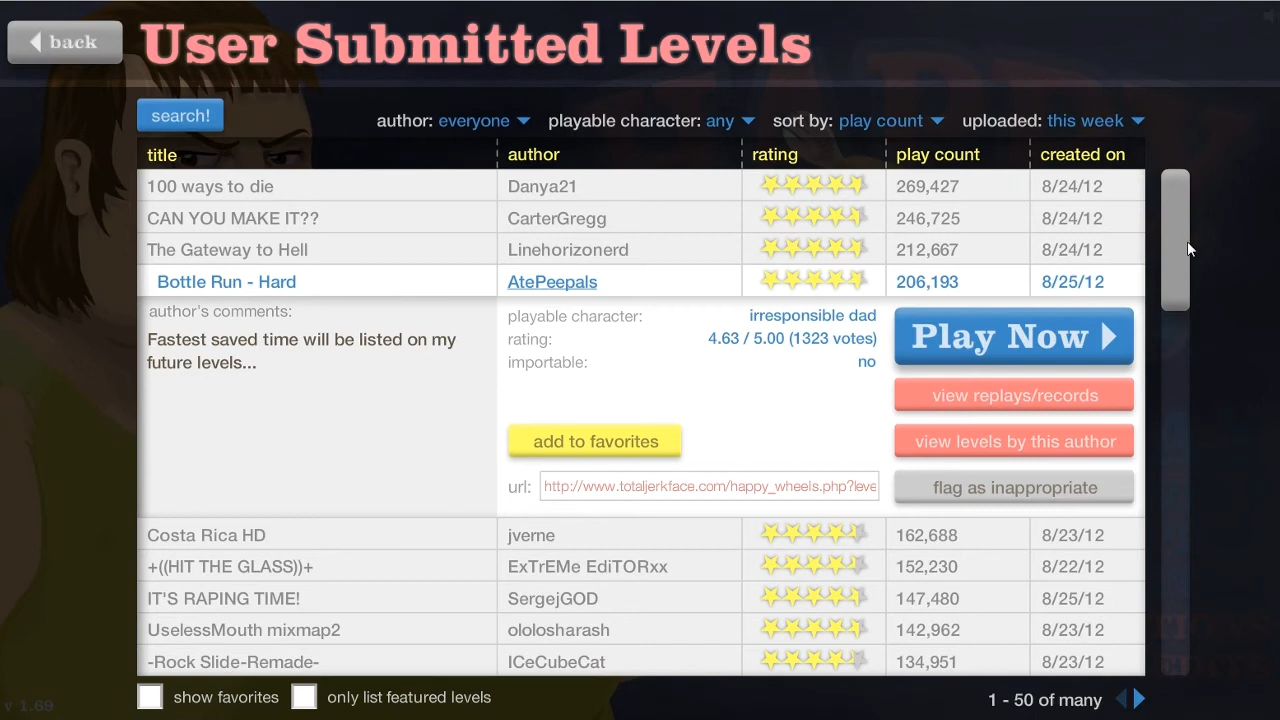 back
User Submitted Levels
search!
author: everyone playable character: any sort by: play count uploaded: this week
title author rating play count created on
100 ways to die Danya21 269,427 8/24/12
CAN YOU MAKE IT?? CarterGregg 246,725 8/24/12
The Gateway to Hell Linehorizonerd 212,667 8/24/12
Bottle Run - Hard AtePeepals 206,193 8/25/12
author's comments:
Fastest saved time will be listed on my
future levels...
playable character: irresponsible dad
rating: 4.63 / 5.00 (1323 votes)
importable: no
add to favorites
url: http://www.totaljerkface.com/happy_wheels.php?leve
Play Now
view replays/records
view levels by this author
flag as inappropriate
Costa Rica HD jverne 162,688 8/23/12
+((HIT THE GLASS))+ ExTrEMe EdiTORxx 152,230 8/22/12
IT'S RAPING TIME! SergejGOD 147,480 8/25/12
UselessMouth mixmap2 ololosharash 142,962 8/23/12
-Rock Slide-Remade- ICeCubeCat 134,951 8/23/12
show favorites only list featured levels 1 - 50 of many
v 1.69